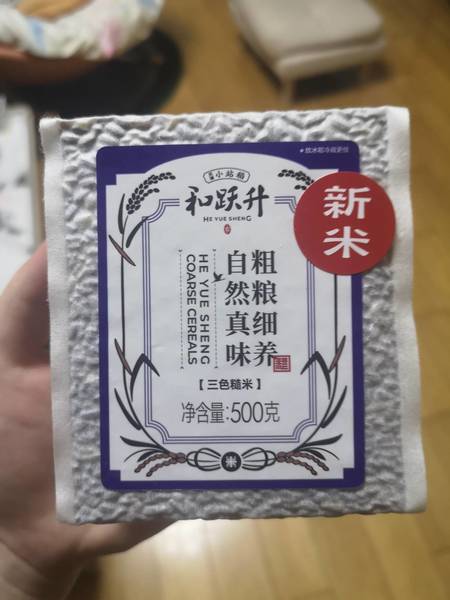 小站稻
和跃升
HE YUE SHENG
新米
粗粮细养
自然真味
HE YUE SHENG
COARSE CEREALS
【三色糙米】
净含量:500克
米